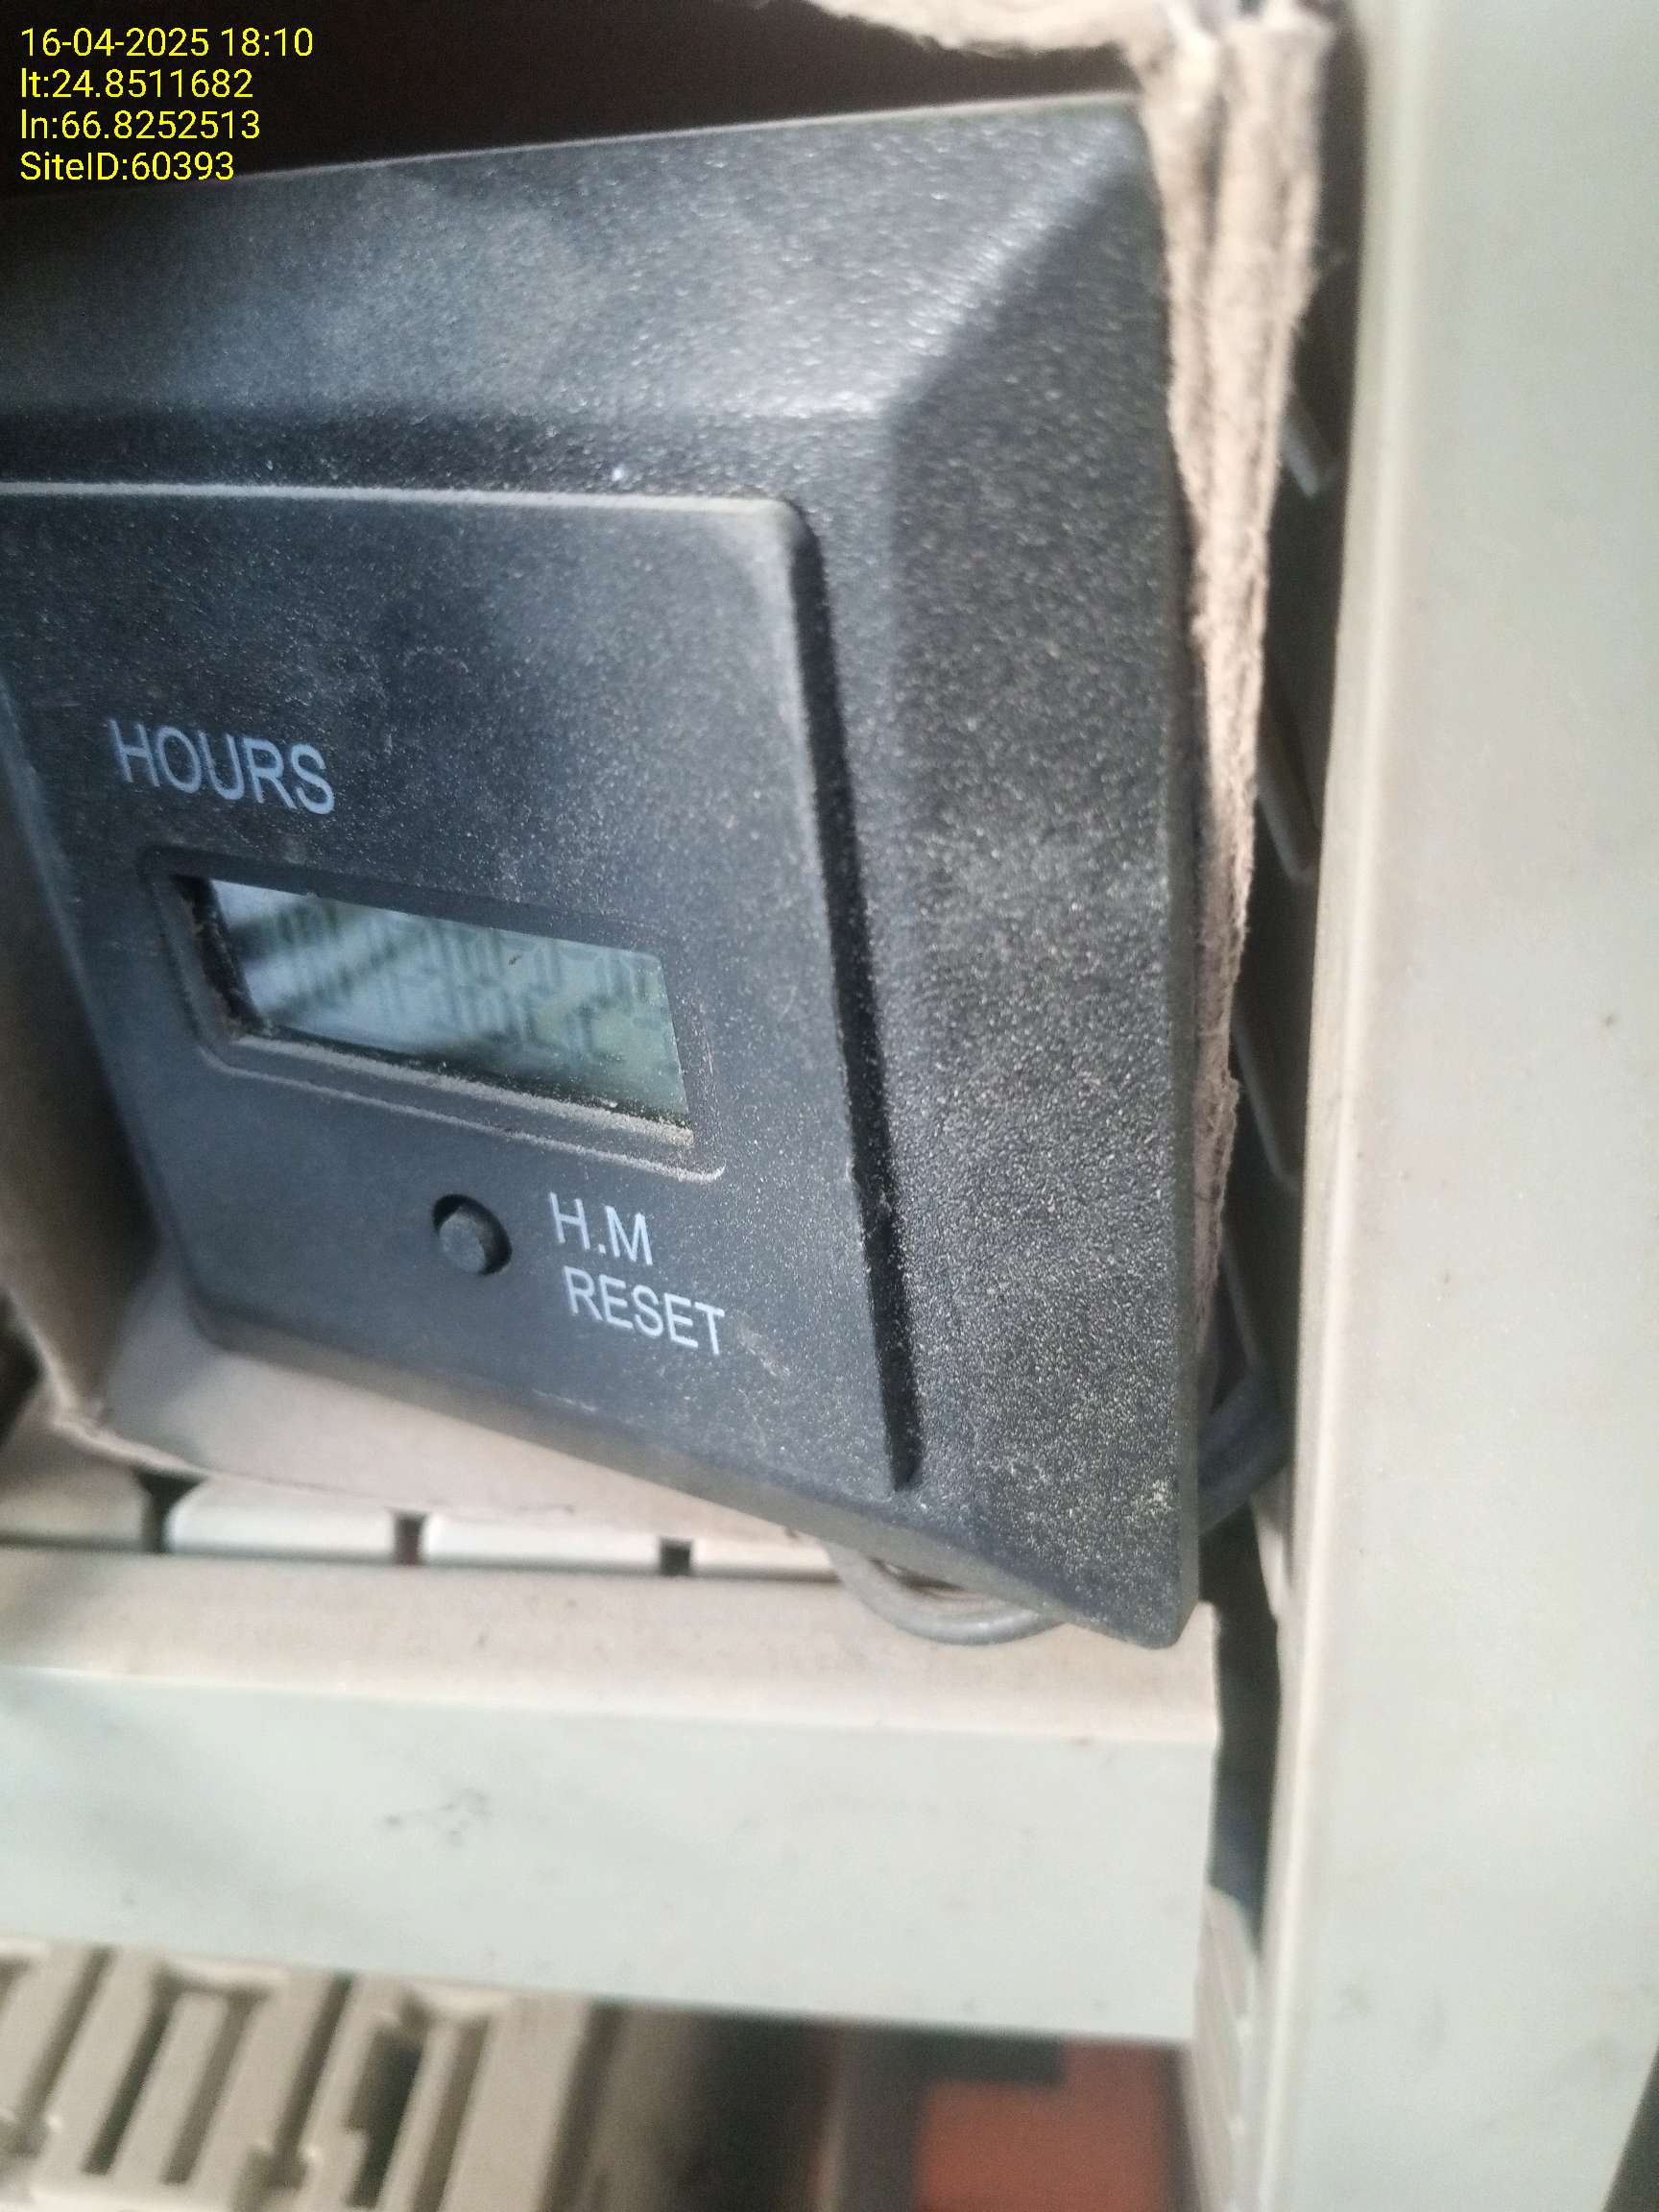 16-04-2025 18:10
lt:24.8511682
ln:66.8252513
SiteID:60393
HOURS
H.M
RESET